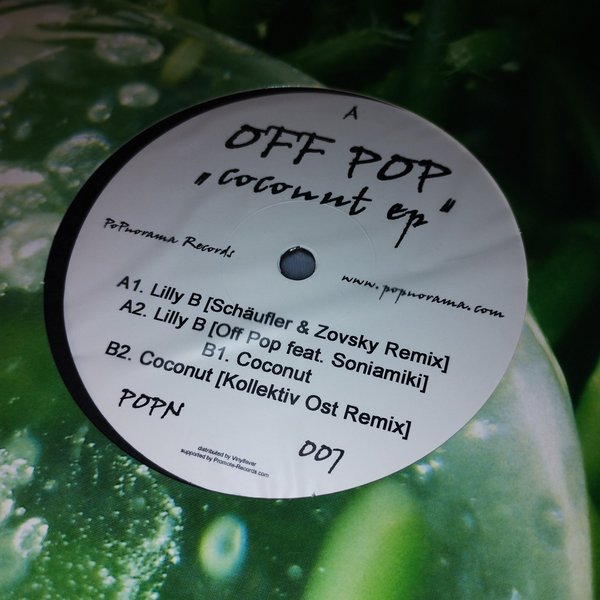 A
OFF POP
"coconut ep"
PoPnorama Records
www.popnorama.com
A1. Lilly B [Schäufler & Zovsky Remix]
A2. Lilly B [Off Pop feat. Soniamiki]
B1. Coconut
B2. Coconut [Kollektiv Ost Remix]
POPN
007
distributed by Vinylfever
supported by Promote-Records.com